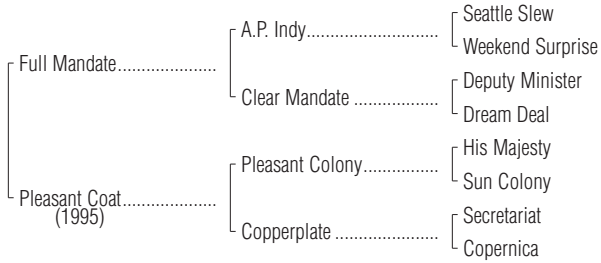 Seattle Slew
A.P. Indy........................
Weekend Surprise
Full Mandate..................
Deputy Minister
Clear Mandate ...............
Dream Deal
His Majesty
Pleasant Colony.............
Sun Colony
Pleasant Coat.................
(1995)
Secretariat
Copperplate ..................
Copernica